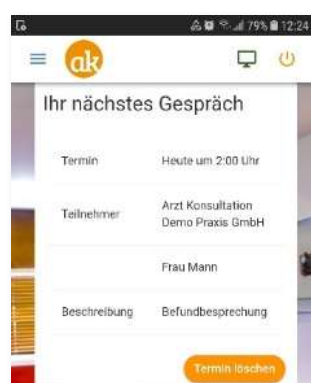 79% 12:24
ak
Ihr nächstes Gespräch
Termin Heute um 2:00 Uhr
Teilnehmer Arzt Konsultation
Demo Praxis GmbH
Frau Mann
Beschreibung Befundbesprechung
Termin löschen